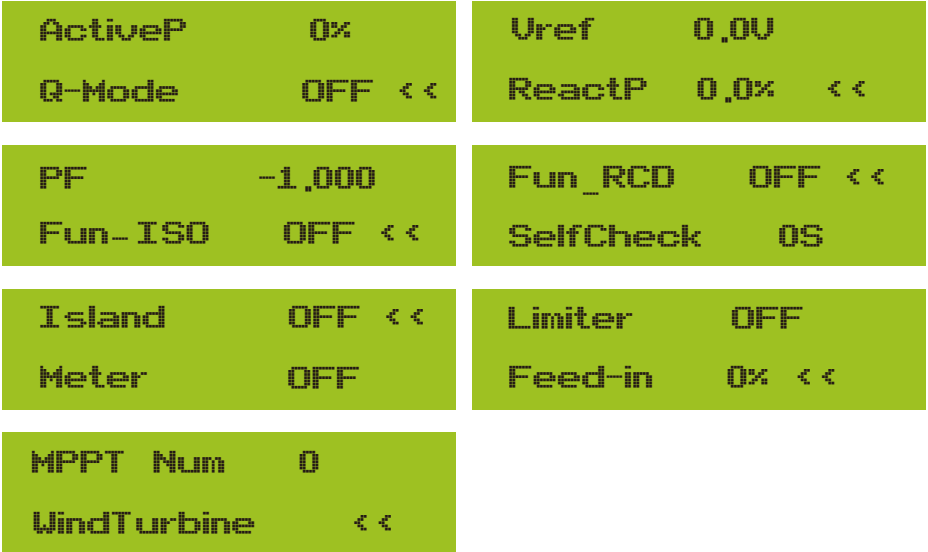 ActiveP 0%
Q-Mode OFF <<
Vref 0.0V
ReactP 0.0% <<
PF -1.000
Fun-ISO OFF <<
Fun_RCD OFF <<
SelfCheck 0S
Island OFF <<
Meter OFF
Limiter OFF
Feed-in 0% <<
MPPT Num 0
WindTurbine <<